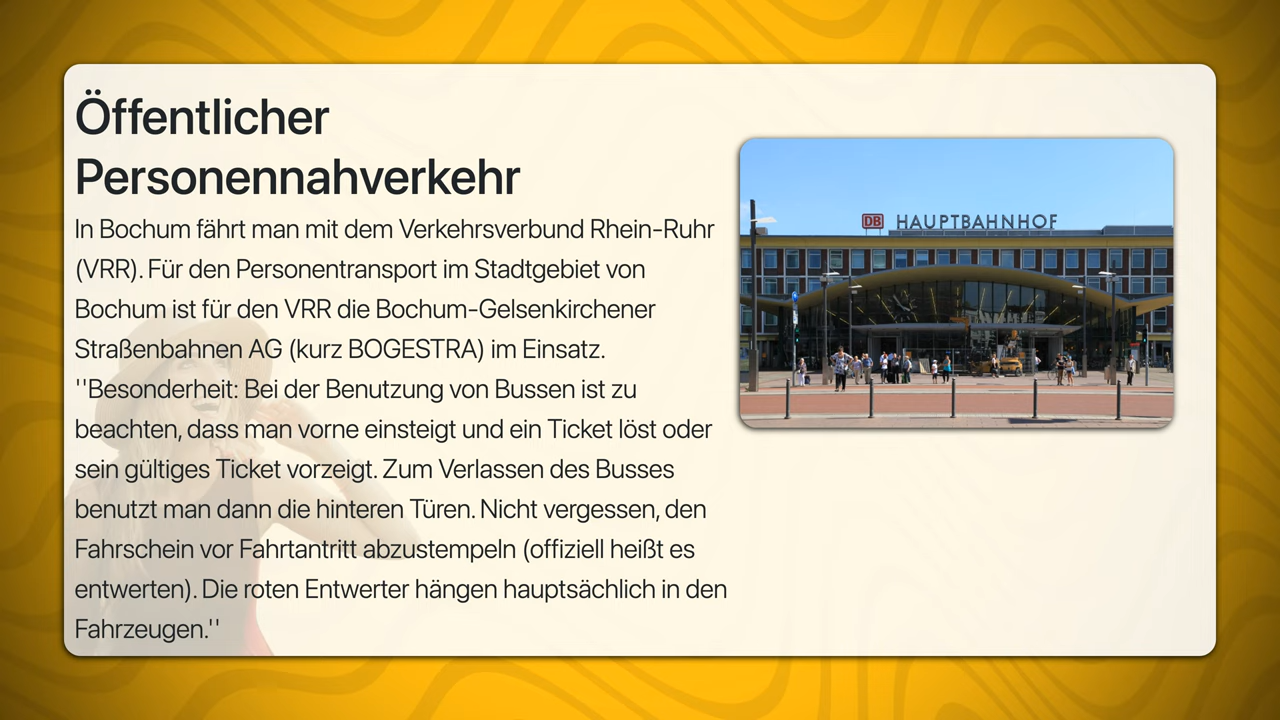 Öffentlicher
Personennahverkehr
In Bochum fährt man mit dem Verkehrsverbund Rhein-Ruhr
(VRR). Für den Personentransport im Stadtgebiet von
Bochum ist für den VRR die Bochum-Gelsenkirchener
Straßenbahnen AG (kurz BOGESTRA) im Einsatz.
''Besonderheit: Bei der Benutzung von Bussen ist zu
beachten, dass man vorne einsteigt und ein Ticket löst oder
sein gültiges Ticket vorzeigt. Zum Verlassen des Busses
benutzt man dann die hinteren Türen. Nicht vergessen, den
Fahrschein vor Fahrtantritt abzustempeln (offiziell heißt es
entwerten). Die roten Entwerter hängen hauptsächlich in den
Fahrzeugen.''
DB HAUPTBAHNHOF